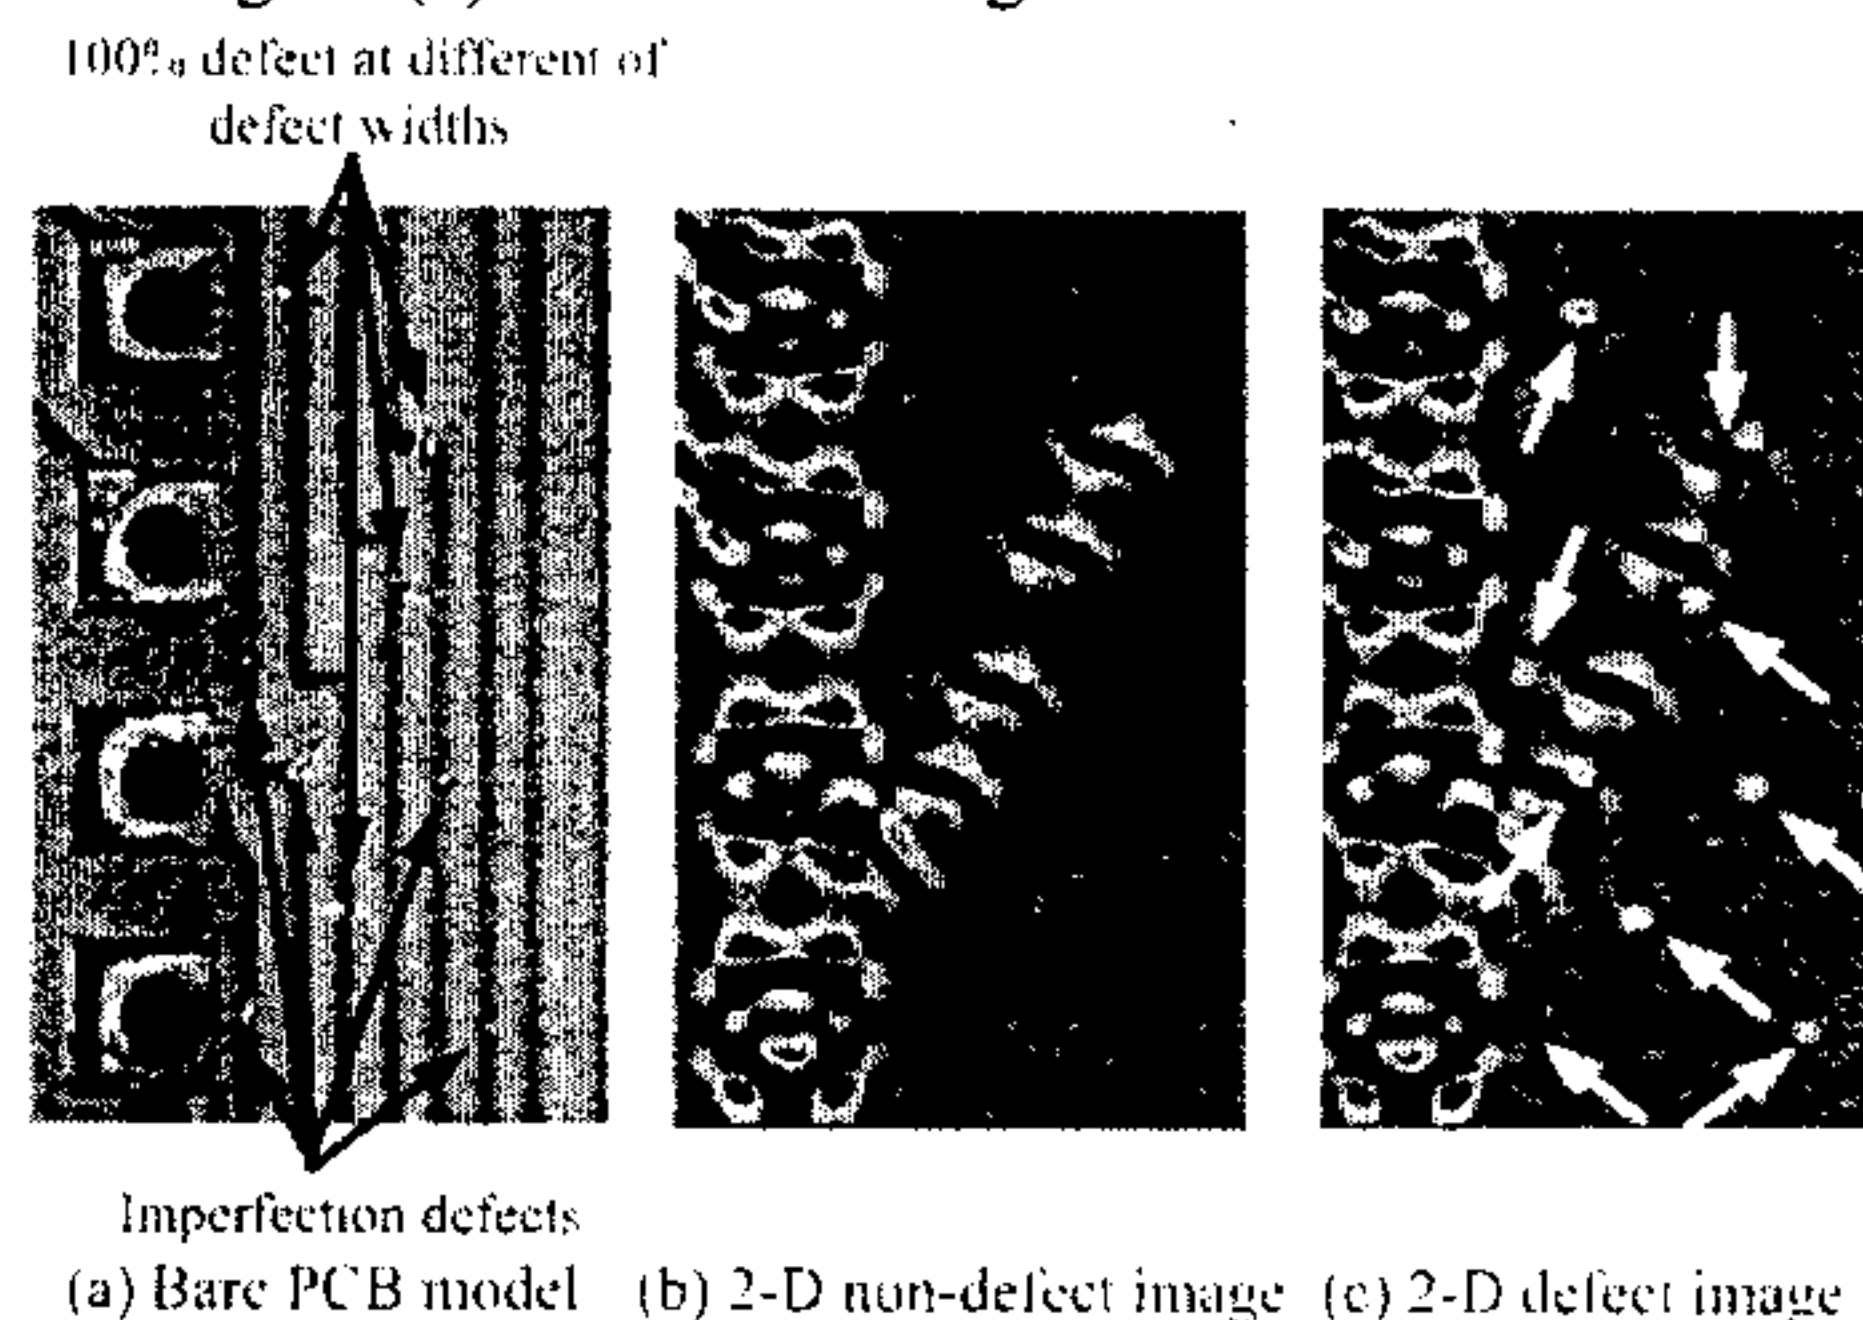 100% defect at different of
defect widths
Imperfection defects
(a) Bare PCB model
(b) 2-D non-defect image
(c) 2-D defect image